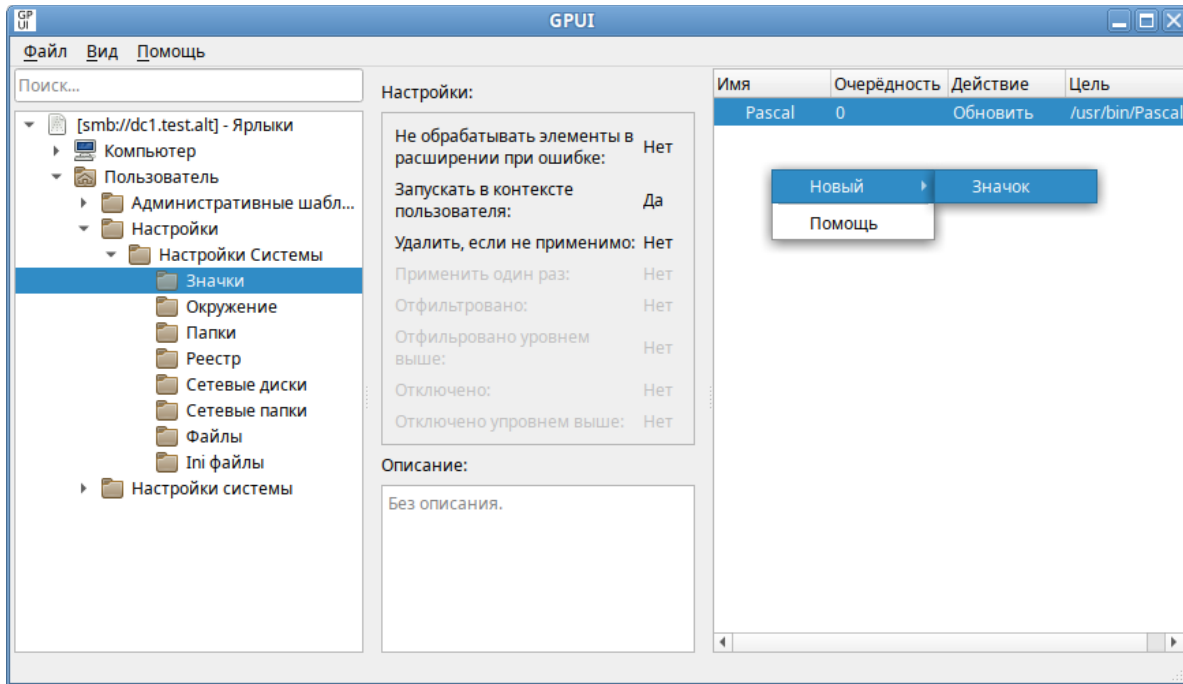 GP
UI
GPUI
Файл Вид Помощь
Поиск...
[smb://dc1.test.alt] - Ярлыки
Компьютер
Пользователь
Административные шабл...
Настройки
Настройки Системы
Значки
Окружение
Папки
Реестр
Сетевые диски
Сетевые папки
Файлы
Ini файлы
Настройки системы
Настройки:
Не обрабатывать элементы в
расширении при ошибке: Нет
Запускать в контексте
пользователя: Да
Удалить, если не применимо: Нет
Применить один раз: Нет
Отфильтровано: Нет
Отфильровано уровнем
выше: Нет
Отключено: Нет
Отключено упровнем выше: Нет
Описание:
Без описания.
Имя Очерёдность Действие Цель
Pascal 0 Обновить /usr/bin/Pascal
Новый Значок
Помощь